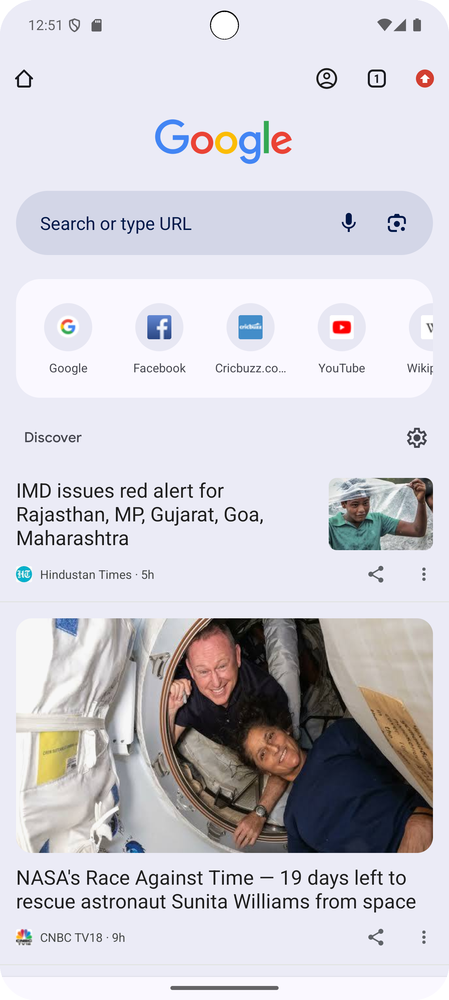 12:51
1
Google
Search or type URL
cricbuzz
Google
Facebook
Cricbuzz.co...
YouTube
Discover
IMD issues red alert for
Rajasthan, MP, Gujarat, Goa,
Maharashtra
HT
Hindustan Times · 5h
NASA's Race Against Time — 19 days left to
rescue astronaut Sunita Williams from space
CNBC TV18 · 9h